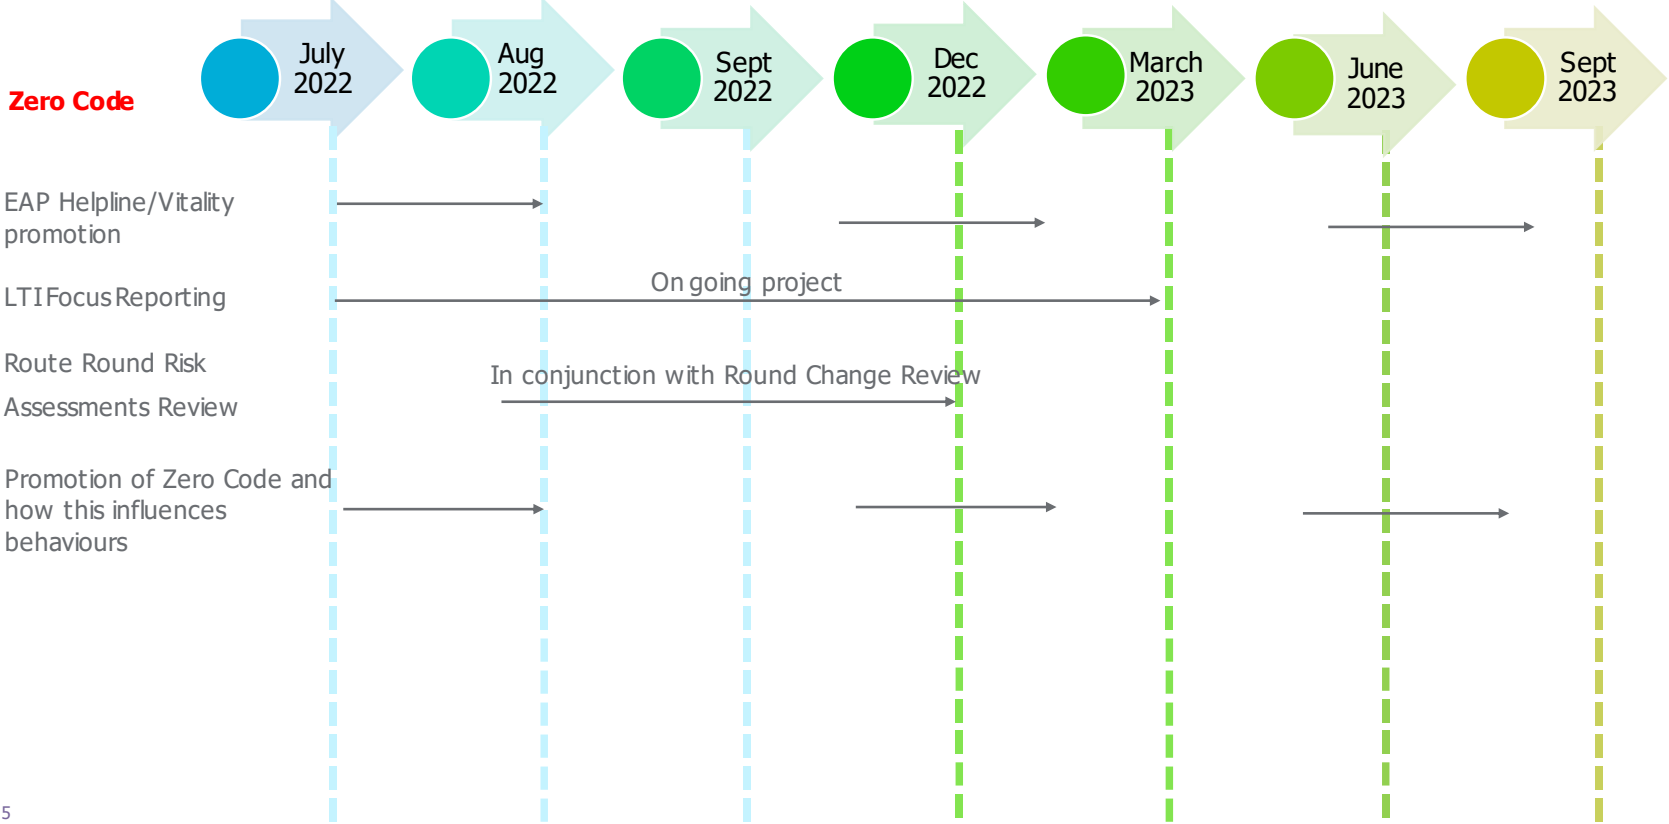 July
2022
Aug
2022
Sept
2022
Dec
2022
March
2023
June
2023
Sept
2023
Zero Code
EAP Helpline/Vitality
promotion
LTI Focus Reporting
On going project
Route Round Risk
Assessments Review
In conjunction with Round Change Review
Promotion of Zero Code and
how this influences
behaviours
5